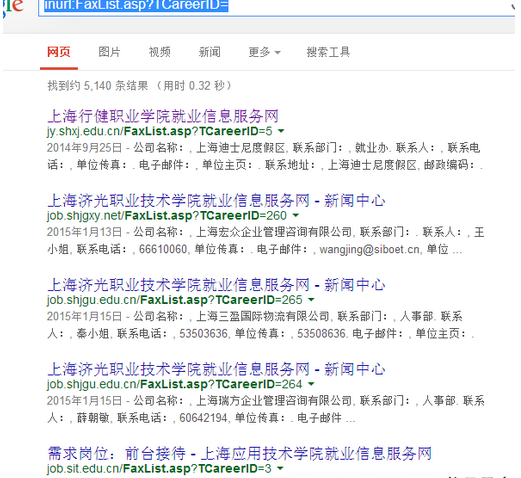 gle inurl:FaxList.asp?TCareerID=
网页 图片 视频 新闻 更多 搜索工具
找到约 5,140 条结果 （用时 0.32 秒）
上海行健职业学院就业信息服务网
jy.shxj.edu.cn/FaxList.asp?TCareerID=5
2014年9月25日 - 公司名称：, 上海迪士尼度假区, 联系部门：, 就业办. 联系人：, 联系电
话：, 单位传真：. 电子邮件：, 单位主页：. 联系地址：, 上海迪士尼度假区, 邮政编码：.
上海济光职业技术学院就业信息服务网 - 新闻中心
job.shjgxy.net/FaxList.asp?TCareerID=260
2015年1月13日 - 公司名称：, 上海宏众企业管理咨询有限公司, 联系部门：. 联系人：, 王
小姐, 联系电话：, 66610060, 单位传真：. 电子邮件：, wangjing@siboet.cn, 单位 ...
上海济光职业技术学院就业信息服务网 - 新闻中心
job.shjgu.edu.cn/FaxList.asp?TCareerID=265
2015年1月15日 - 公司名称：, 上海三盈国际物流有限公司, 联系部门：, 人事部. 联系
人：, 秦小姐, 联系电话：, 53503636, 单位传真：, 53508636. 电子邮件：, 单位主页：.
上海济光职业技术学院就业信息服务网 - 新闻中心
job.shjgu.edu.cn/FaxList.asp?TCareerID=264
2015年1月15日 - 公司名称：, 上海瑞方企业管理咨询有限公司, 联系部门：, 人事部. 联系
人：, 薛朝敏, 联系电话：, 60642194, 单位传真：. 电子邮件 ...
需求岗位：前台接待 - 上海应用技术学院就业信息服务网
job.sit.edu.cn/FaxList.asp?TCareerID=3